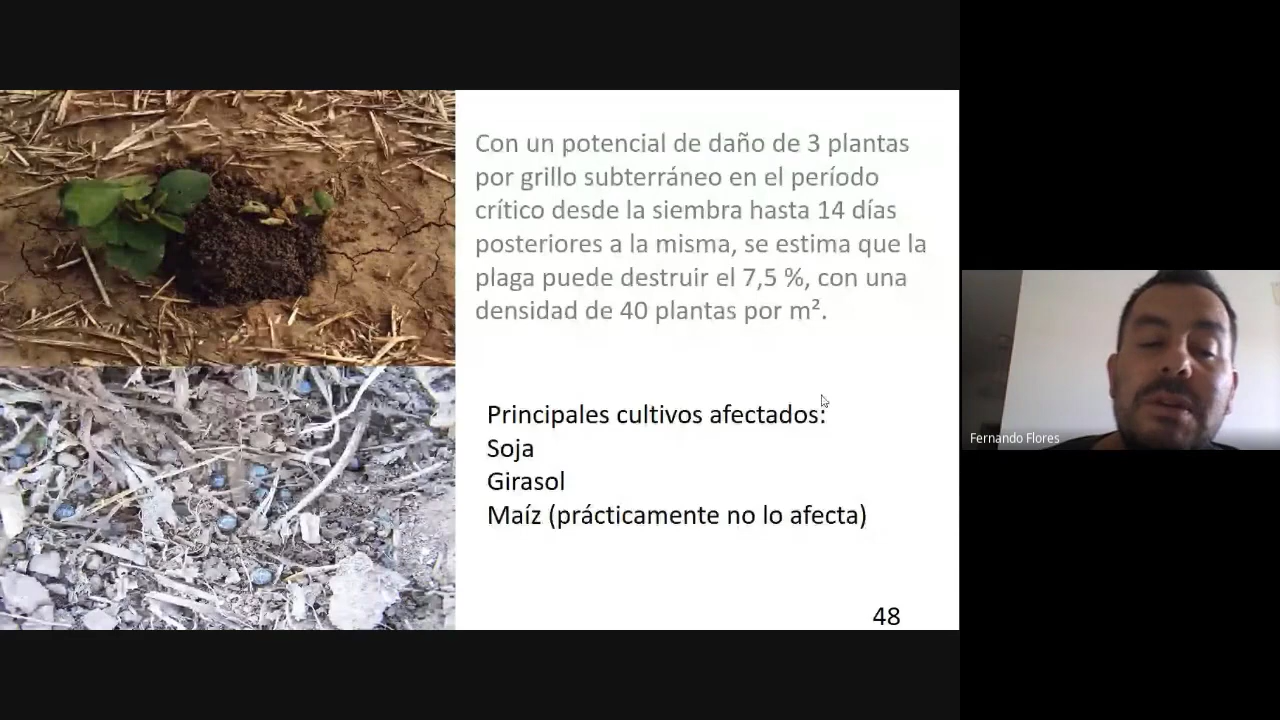 Con un potencial de daño de 3 plantas
por grillo subterráneo en el período
crítico desde la siembra hasta 14 días
posteriores a la misma, se estima que la
plaga puede destruir el 7,5 %, con una
densidad de 40 plantas por m².
Principales cultivos afectados:
Soja
Girasol
Maíz (prácticamente no lo afecta)
48
Fernando Flores